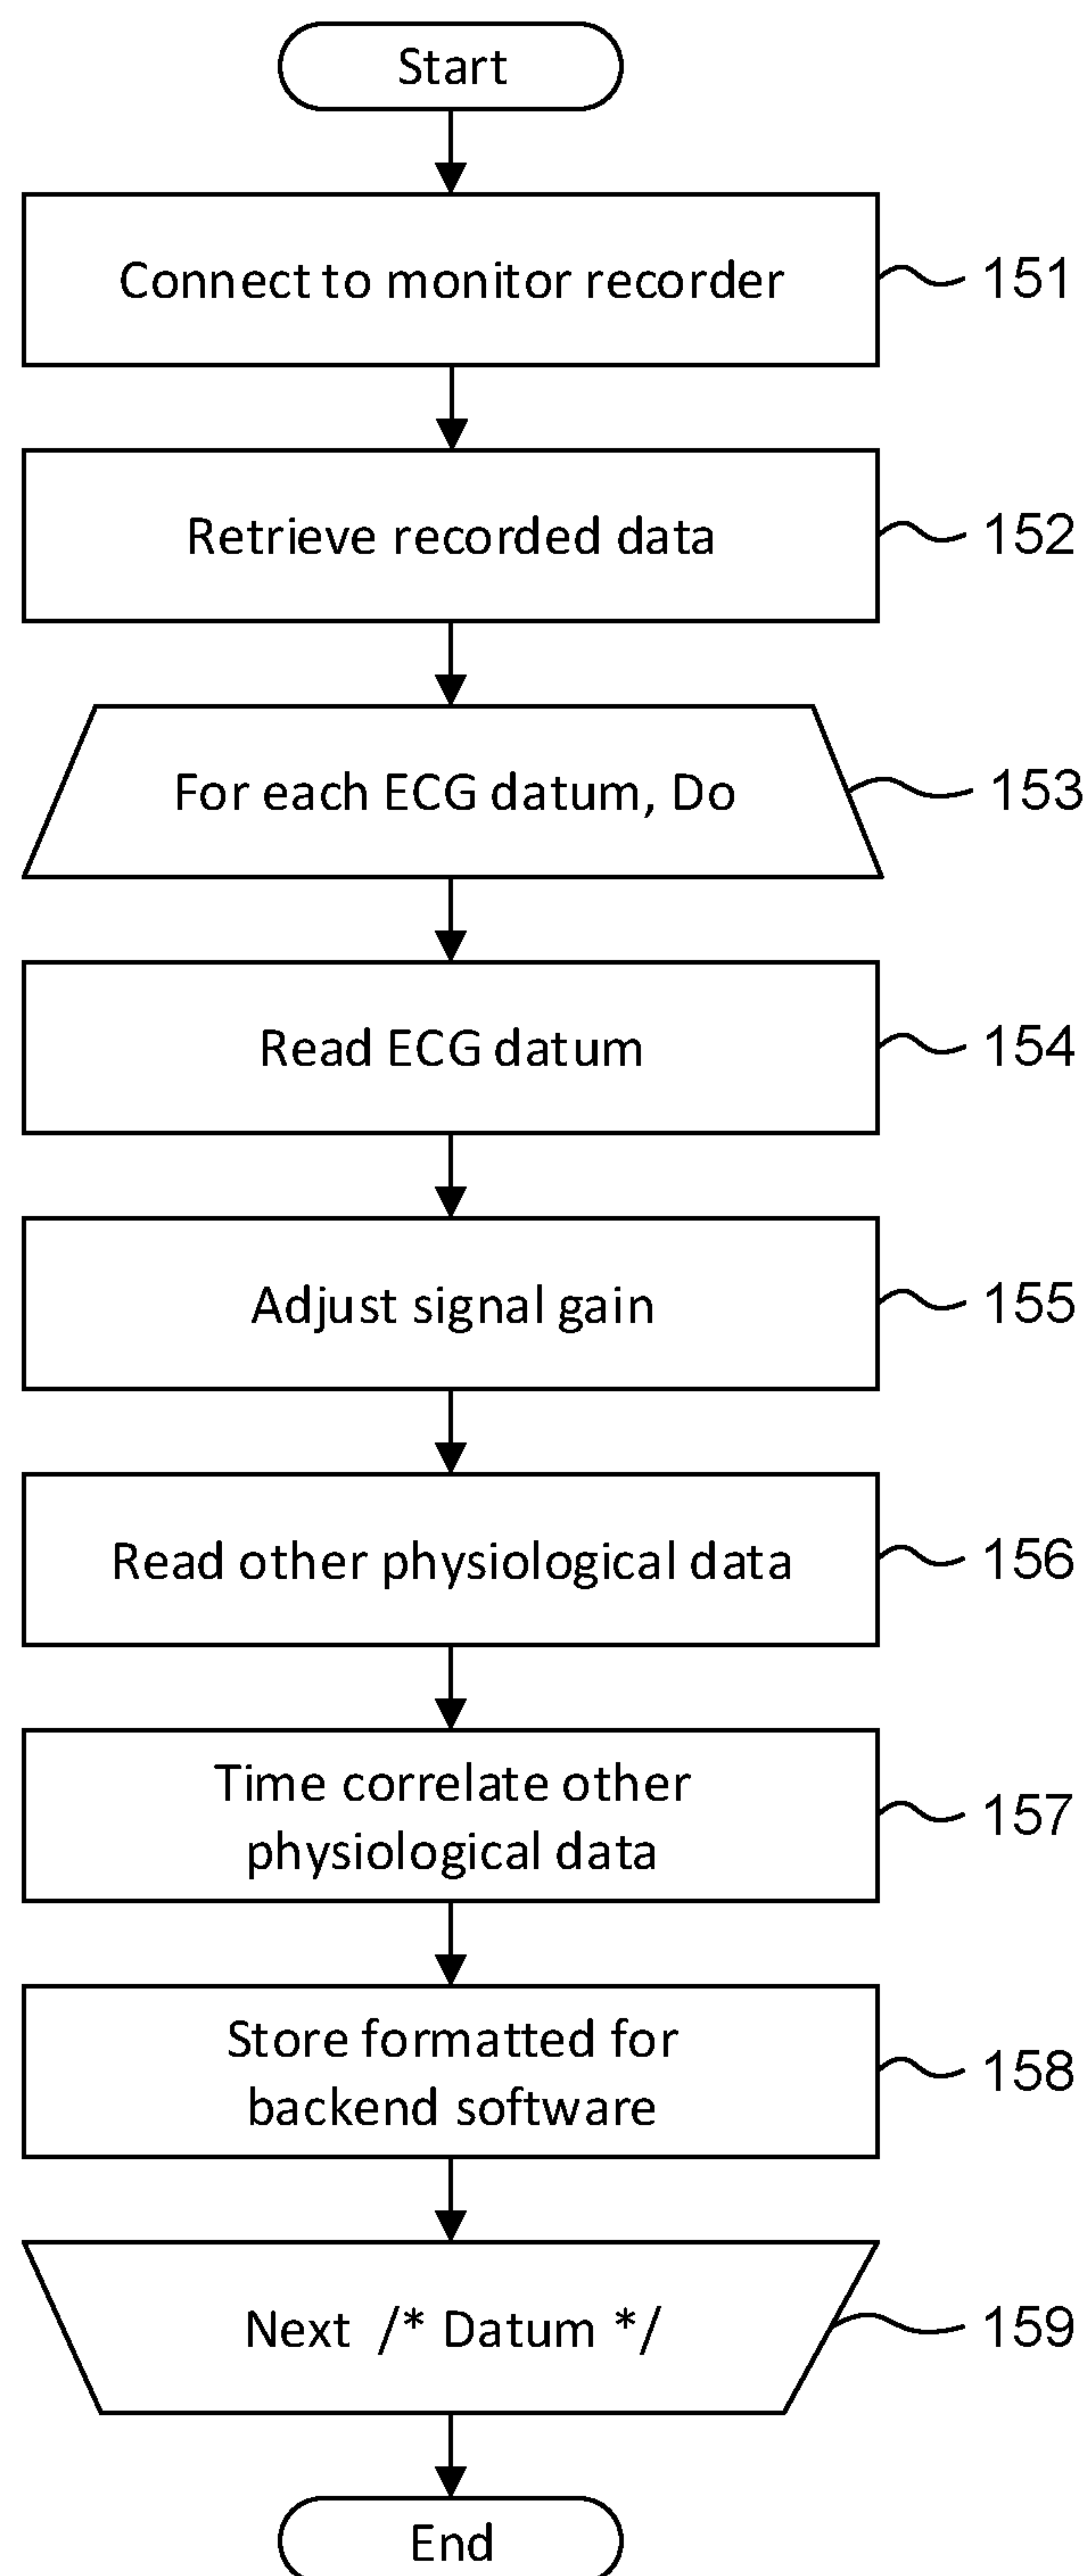 Start
Connect to monitor recorder
151
Retrieve recorded data
152
For each ECG datum, Do
153
Read ECG datum
154
Adjust signal gain
155
Read other physiological data
156
Time correlate other
physiological data
157
Store formatted for
backend software
158
Next /* Datum */
159
End